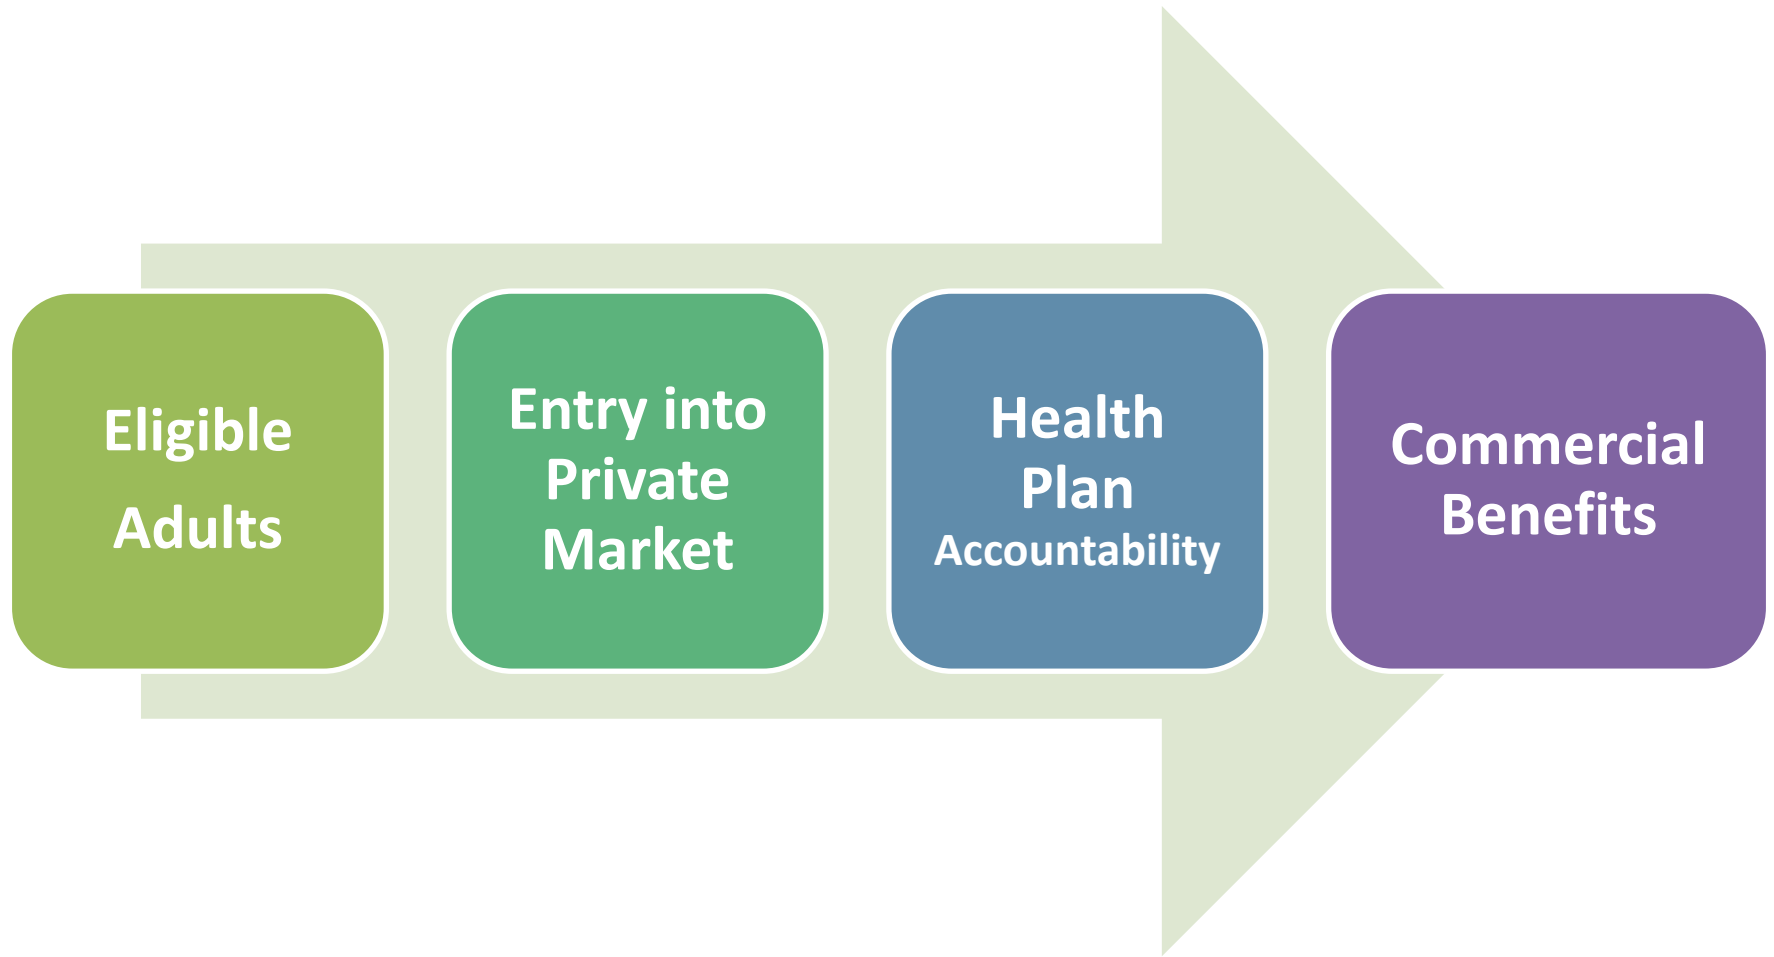 Eligible
Adults
Entry into
Private
Market
Health
Plan
Accountability
Commercial
Benefits